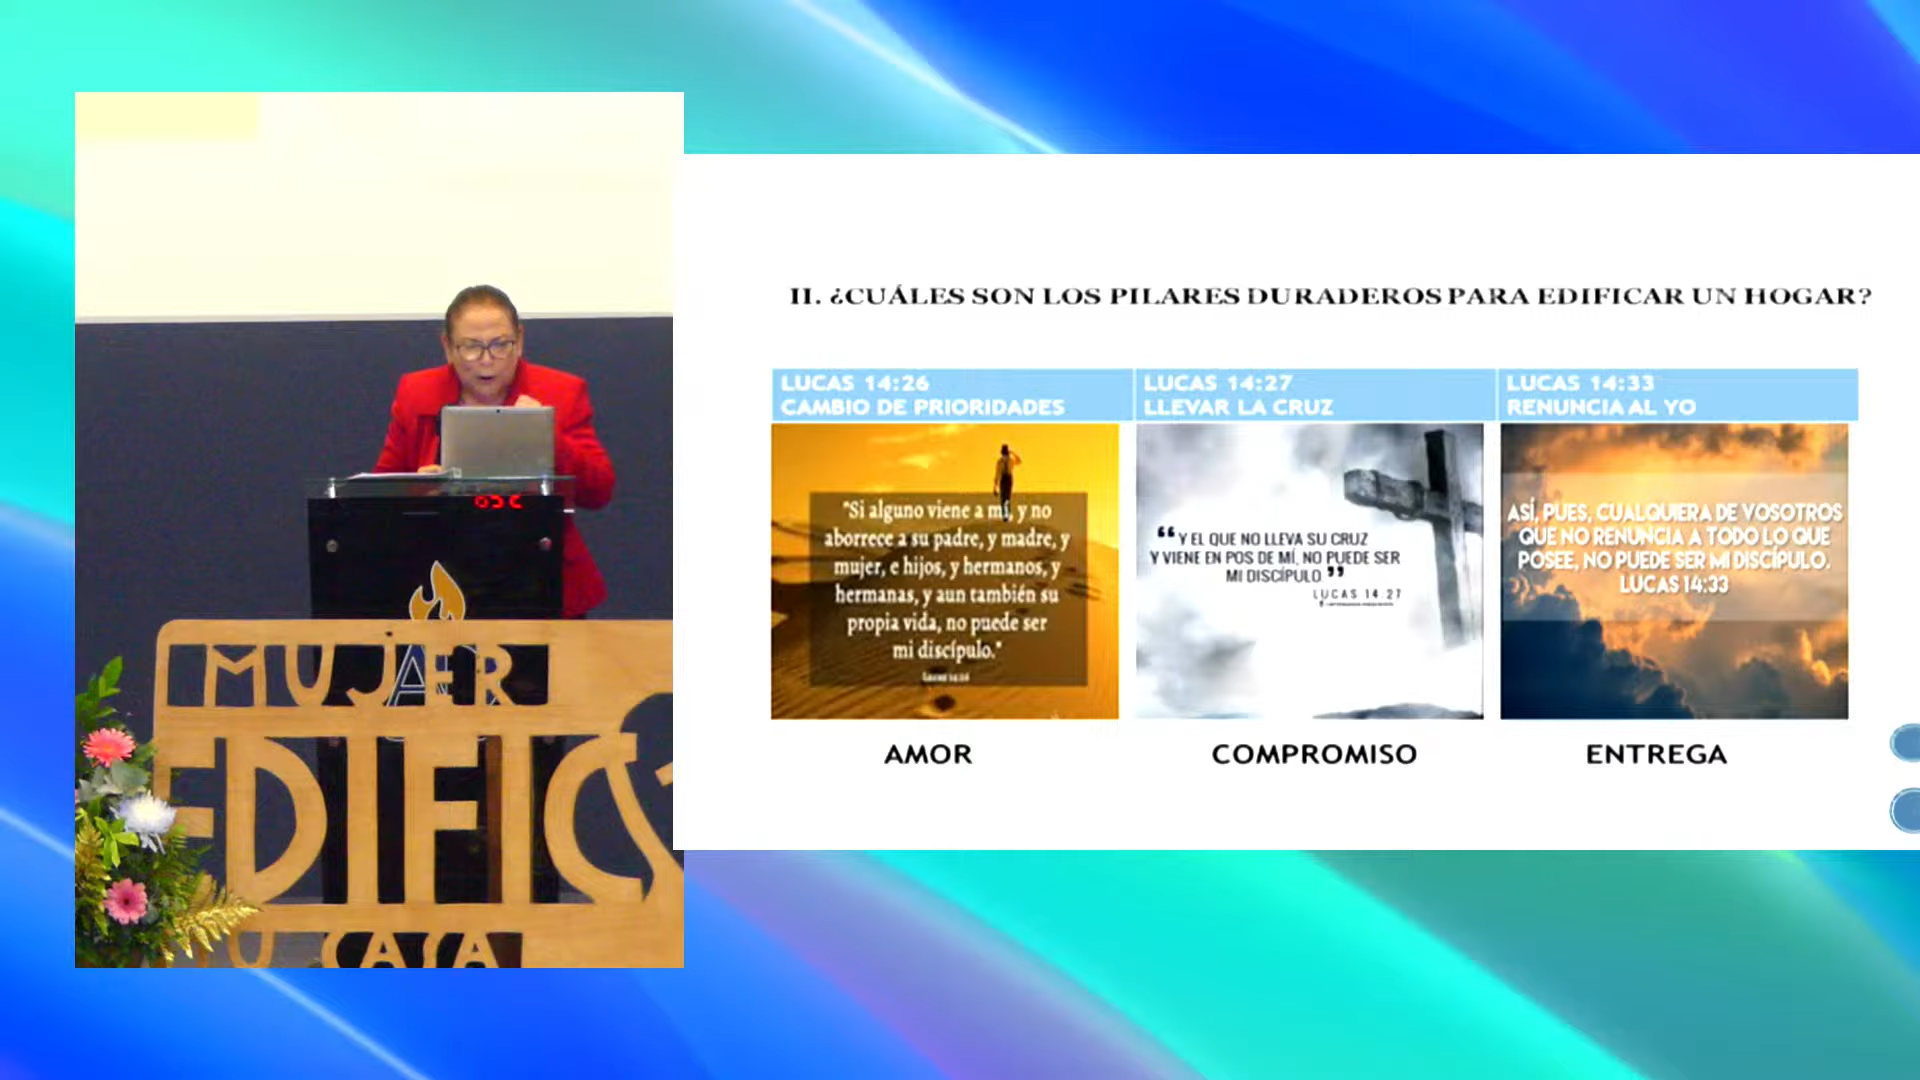 II. ¿CUÁLES SON LOS PILARES DURADEROS PARA EDIFICAR UN HOGAR?
LUCAS 14:26
CAMBIO DE PRIORIDADES
LUCAS 14:27
LLEVAR LA CRUZ
LUCAS 14:33
RENUNCIA AL YO
"Si alguno viene a mí, y no
aborrece a su padre, y madre, y
mujer, e hijos, y hermanos, y
hermanas, y aun también su
propia vida, no puede ser
mi discípulo."
Lucas 14:26
“Y EL QUE NO LLEVA SU CRUZ
Y VIENE EN POS DE MÍ, NO PUEDE SER
MI DISCÍPULO”
LUCAS 14 27
ASÍ, PUES, CUALQUIERA DE VOSOTROS
QUE NO RENUNCIA A TODO LO QUE
POSEE, NO PUEDE SER MI DISCÍPULO.
LUCAS 14:33
AMOR
COMPROMISO
ENTREGA
MUJER
EDIFICA
TU CASA